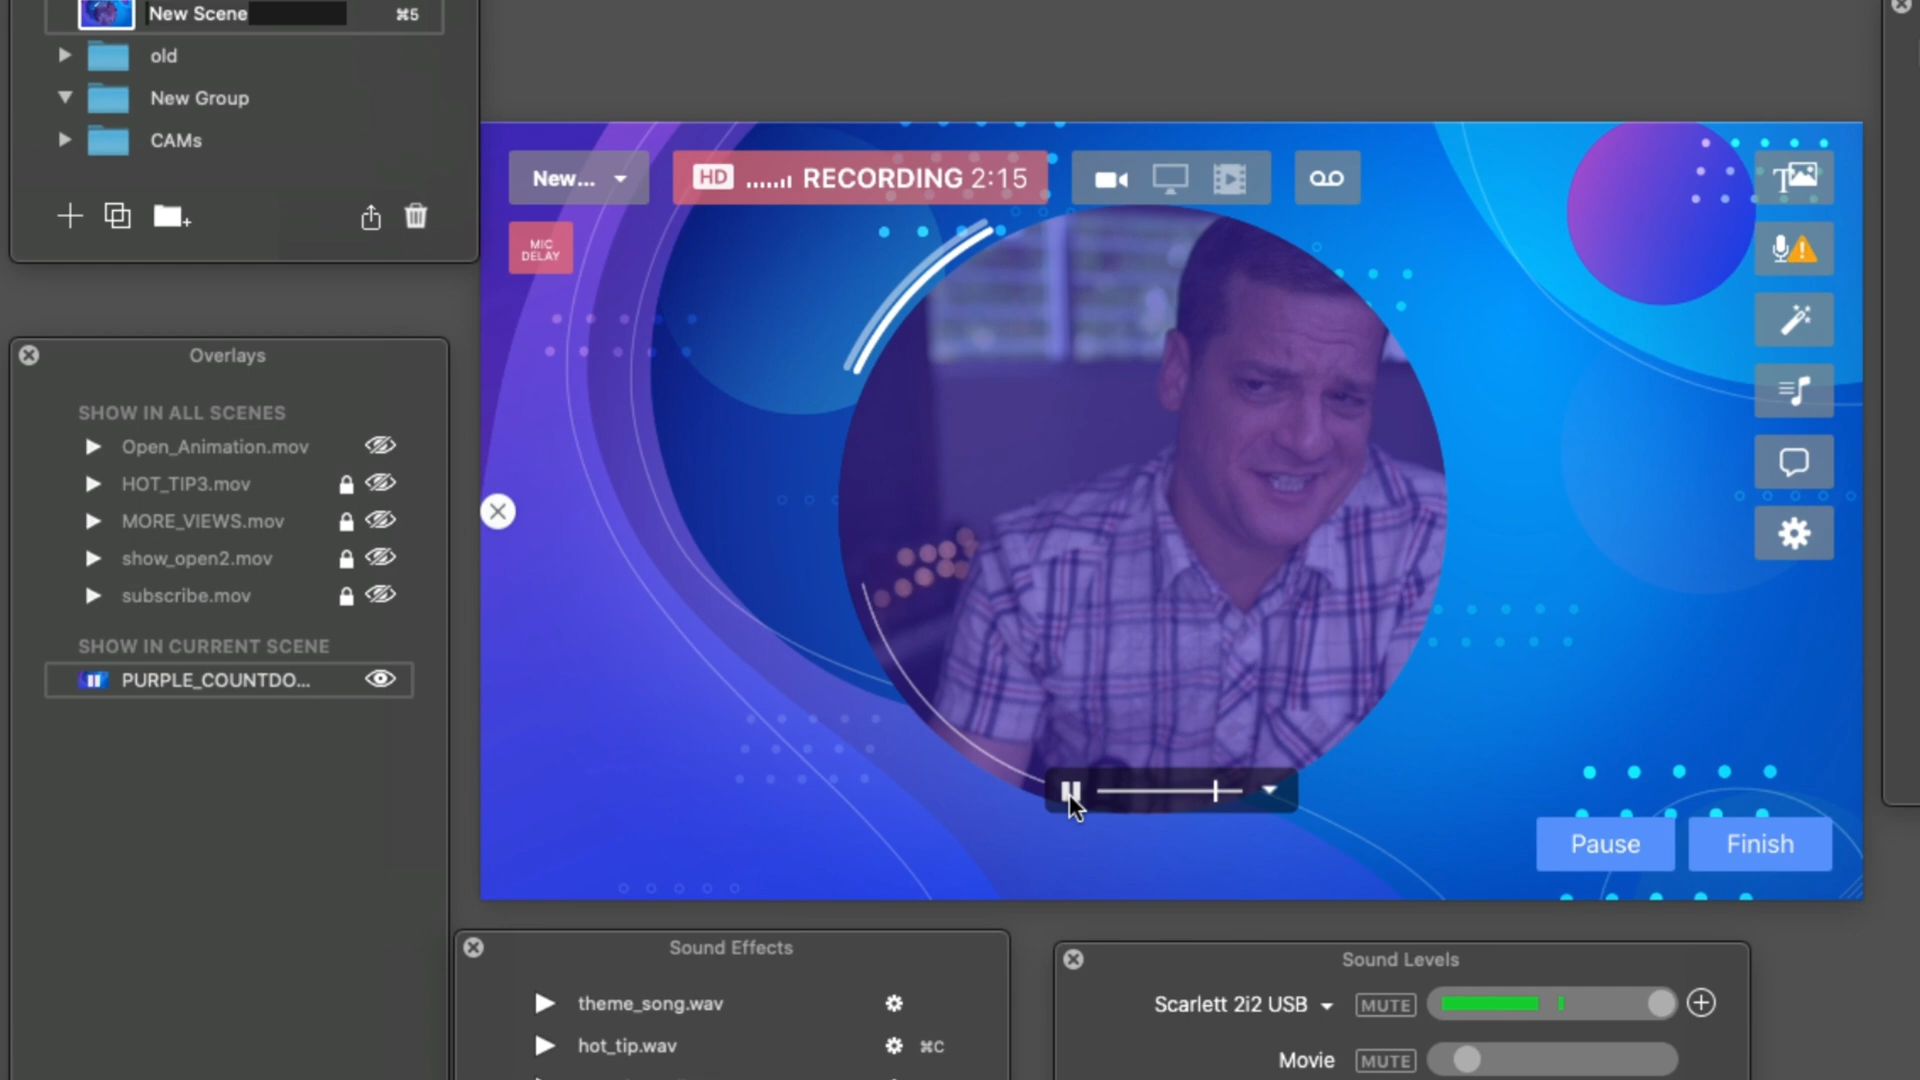 New Scene ⌘5
old
New Group
CAMs
New...
HD RECORDING 2:15
MIC
DELAY
T
Overlays
SHOW IN ALL SCENES
Open_Animation.mov
HOT_TIP3.mov
MORE_VIEWS.mov
show_open2.mov
subscribe.mov
SHOW IN CURRENT SCENE
PURPLE_COUNTDO...
Pause
Finish
Sound Effects
theme_song.wav
hot_tip.wav ⌘C
Sound Levels
Scarlett 2i2 USB MUTE
Movie MUTE